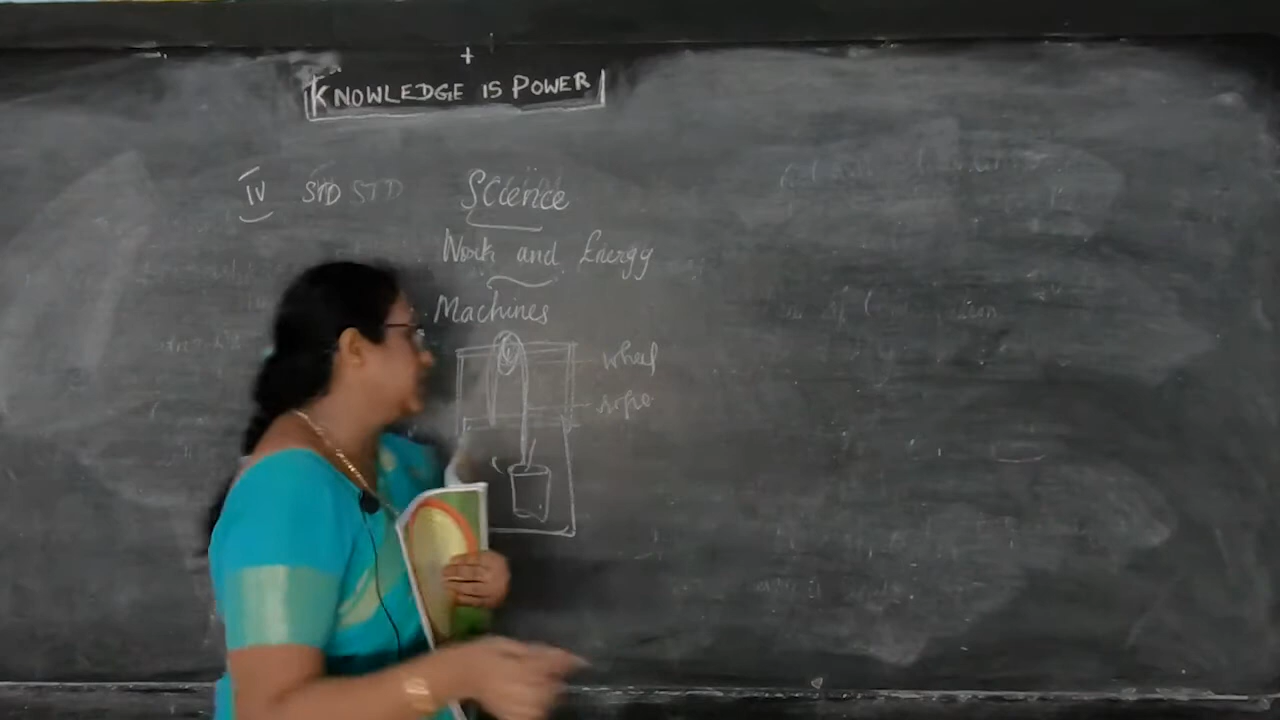 KNOWLEDGE IS POWER
IV STD STD Science
Work and Energy
Machines
wheel
rope